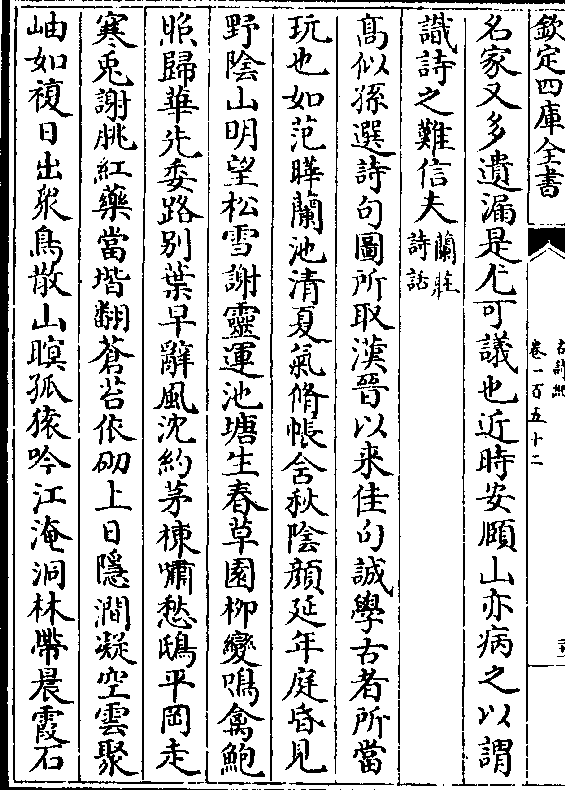 欽定四庫全書
古詩紀
卷一百五十二
名家又多遺漏是尤可議也近時安頤山亦病之以謂
識詩之難信夫蘭莊詩話
髙似孫選詩句圖所取漢晉以来佳句誠學古者所當
玩也如范曄蘭池清夏氣脩帳含秋陰顔延年庭昏見
野陰山明望松雪謝靈運池塘生春草園柳變鳴禽鮑
照歸華先委路别葉早辭風沈約茅棟嘯愁鴟平岡走
寒兎謝朓紅藥當堦翻蒼苔依砌上日隠澗凝空雲聚
岫如複日出衆鳥散山暝孤猿吟江淹洞林帶晨霞石